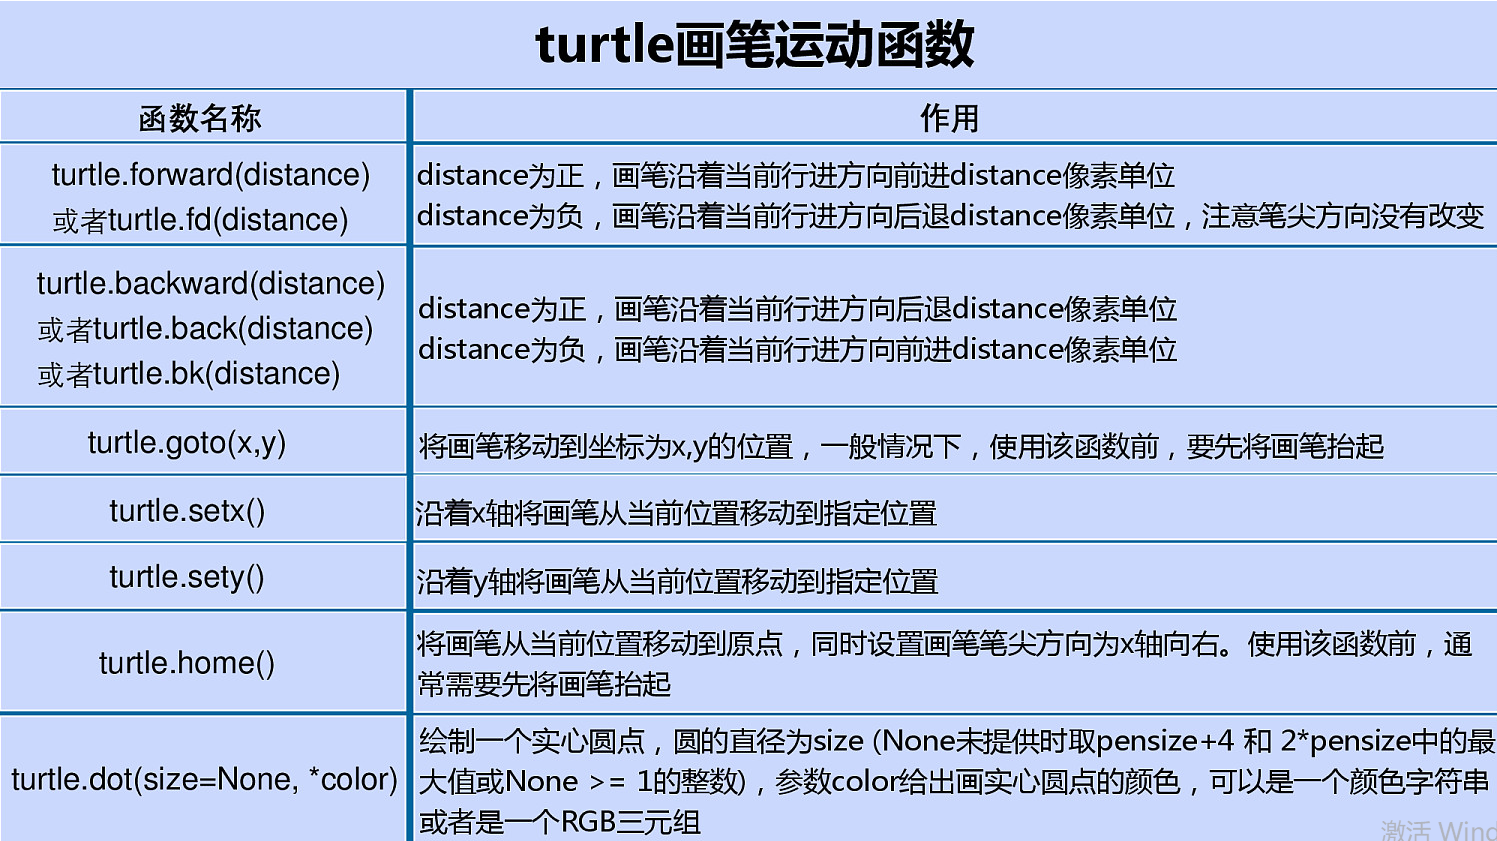 turtle画笔运动函数
函数名称
作用
turtle.forward(distance)
或者turtle.fd(distance)
distance为正，画笔沿着当前行进方向前进distance像素单位
distance为负，画笔沿着当前行进方向后退distance像素单位，注意笔尖方向没有改变
turtle.backward(distance)
或者turtle.back(distance)
或者turtle.bk(distance)
distance为正，画笔沿着当前行进方向后退distance像素单位
distance为负，画笔沿着当前行进方向前进distance像素单位
turtle.goto(x,y)
将画笔移动到坐标为x,y的位置，一般情况下，使用该函数前，要先将画笔抬起
turtle.setx()
沿着x轴将画笔从当前位置移动到指定位置
turtle.sety()
沿着y轴将画笔从当前位置移动到指定位置
turtle.home()
将画笔从当前位置移动到原点，同时设置画笔笔尖方向为x轴向右。使用该函数前，通
常需要先将画笔抬起
turtle.dot(size=None, *color)
绘制一个实心圆点，圆的直径为size (None未提供时取pensize+4 和 2*pensize中的最
大值或None >= 1的整数)，参数color给出画实心圆点的颜色，可以是一个颜色字符串
或者是一个RGB三元组
激活 Wind